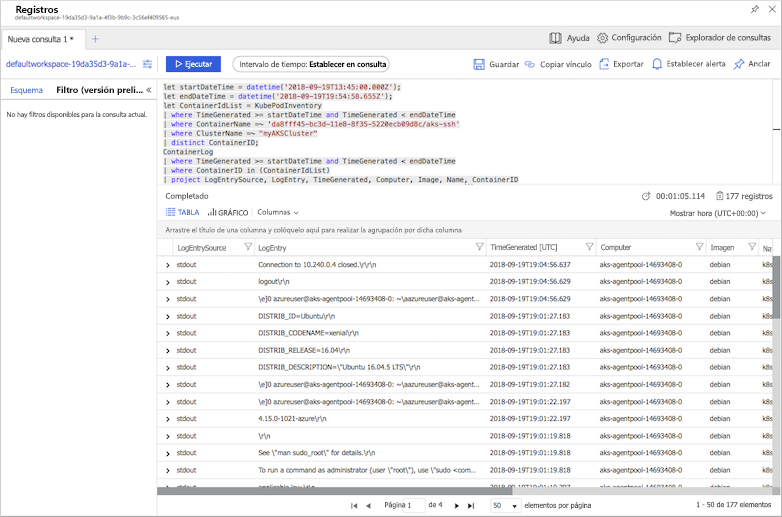 Registros
defaultworkspace-19da35d3-9a1a-4f3b-9b9c-3c56ef409565-eus
Nueva consulta 1 *
+
Ayuda
Configuración
Explorador de consultas
defaultworkspace-19da35d3-9a1a-...
Ejecutar
Intervalo de tiempo: Establecer en consulta
Guardar
Copiar vínculo
Exportar
Establecer alerta
Anclar
Esquema
Filtro (versión preli...
«
No hay filtros disponibles para la consulta actual.
let startDateTime = datetime('2018-09-19T13:45:00.000Z');
let endDateTime = datetime('2018-09-19T19:54:58.655Z');
let ContainerIdList = KubePodInventory
| where TimeGenerated >= startDateTime and TimeGenerated < endDateTime
| where ContainerName =~ 'da8fff45-bc3d-11e8-8f35-5220ecb09d8c/aks-ssh'
| where ClusterName =~ "myAKSCluster"
| distinct ContainerID;
ContainerLog
| where TimeGenerated >= startDateTime and TimeGenerated < endDateTime
| where ContainerID in (ContainerIdList)
| project LogEntrySource, LogEntry, TimeGenerated, Computer, Image, Name, ContainerID
Completado
00:01:05.114
177 registros
TABLA
GRÁFICO
Columnas
Mostrar hora (UTC+00:00)
Arrastre el título de una columna y colóquelo aquí para realizar la agrupación por dicha columna
LogEntrySource LogEntry TimeGenerated [UTC] Computer Imagen Na
stdout Connection to 10.240.0.4 closed.\r\r\n 2018-09-19T19:04:56.637 aks-agentpool-14693408-0 debian k8s
stdout logout\r\n 2018-09-19T19:04:56.629 aks-agentpool-14693408-0 debian k8s
stdout \e]0 azureuser@aks-agentpool-14693408-0: ~\aazureuser@aks-agent... 2018-09-19T19:04:56.629 aks-agentpool-14693408-0 debian k8s
stdout DISTRIB_ID=Ubuntu\r\n 2018-09-19T19:01:27.183 aks-agentpool-14693408-0 debian k8s
stdout DISTRIB_CODENAME=xenial\r\n 2018-09-19T19:01:27.183 aks-agentpool-14693408-0 debian k8s
stdout DISTRIB_RELEASE=16.04\r\n 2018-09-19T19:01:27.183 aks-agentpool-14693408-0 debian k8s
stdout DISTRIB_DESCRIPTION=\"Ubuntu 16.04.5 LTS\"\r\n 2018-09-19T19:01:27.183 aks-agentpool-14693408-0 debian k8s
stdout \e]0 azureuser@aks-agentpool-14693408-0: ~\aazureuser@aks-agent... 2018-09-19T19:01:27.182 aks-agentpool-14693408-0 debian k8s
stdout \e]0 azureuser@aks-agentpool-14693408-0: ~\aazureuser@aks-agent... 2018-09-19T19:01:22.197 aks-agentpool-14693408-0 debian k8s
stdout 4.15.0-1021-azure\r\n 2018-09-19T19:01:22.197 aks-agentpool-14693408-0 debian k8s
stdout \r\n 2018-09-19T19:01:19.818 aks-agentpool-14693408-0 debian k8s
stdout See \"man sudo_root\" for details.\r\n 2018-09-19T19:01:19.818 aks-agentpool-14693408-0 debian k8s
stdout To run a command as administrator (user \"root\"), use \"sudo <com... 2018-09-19T19:01:19.818 aks-agentpool-14693408-0 debian k8s
stdout applicable law.\r\n 2018-09-19T19:01:19.797 aks-agentpool-14693408-0 debian k8s
Página 1 de 4
50 elementos por página
1 - 50 de 177 elementos